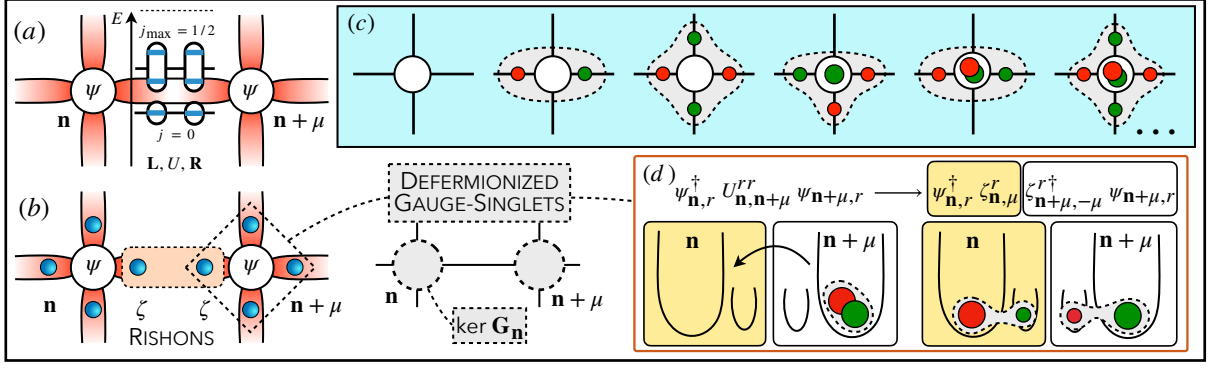 (a)
E
j_max = 1/2
ψ
ψ
n
n + μ
j = 0
L, U, R
(b)
ψ
ψ
n
ζ
ζ
n + μ
RISHONS
(c)
• • •
DEFERMIONIZED
GAUGE-SINGLETS
n
n + μ
ker G_n
(d)
ψ†_{n,r} U^{rr}_{n,n+μ} ψ_{n+μ,r} ⟶ ψ†_{n,r} ζ^r_{n,μ} ζ^{r†}_{n+μ,−μ} ψ_{n+μ,r}
n
n + μ
n
n + μ